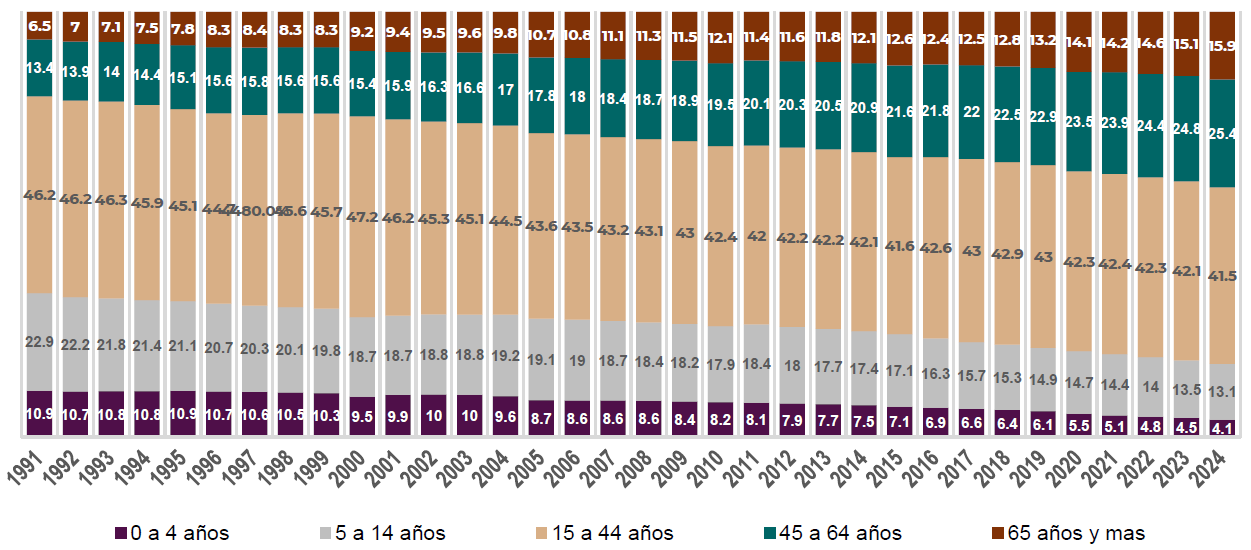 6.5 7 7.1 7.5 7.8 8.3 8.4 8.3 8.3 9.2 9.4 9.5 9.6 9.8 10.7 10.8 11.1 11.3 11.5 12.1 11.4 11.6 11.8 12.1 12.6 12.4 12.5 12.8 13.2 14.1 14.2 14.6 15.1 15.9
13.4 13.9 14 14.4 15.1 15.6 15.8 15.6 15.6 15.4 15.9 16.3 16.6 17 17.8 18 18.4 18.7 18.9 19.5 20.1 20.3 20.5 20.9 21.6 21.8 22 22.5 22.9 23.5 23.9 24.4 24.8 25.4
46.2 46.2 46.3 45.9 45.1 45.6 45.7 47.2 46.2 45.3 45.1 44.5 43.6 43.5 43.2 43.1 43 42.4 42 42.2 42.2 42.1 41.6 42.6 43 42.9 43 42.3 42.4 42.3 42.1 41.5
22.9 22.2 21.8 21.4 21.1 20.7 20.3 20.1 19.8 18.7 18.7 18.8 18.8 19.2 19.1 19 18.7 18.4 18.2 17.9 18.4 18 17.7 17.4 17.1 16.3 15.7 15.3 14.9 14.7 14.4 14 13.5 13.1
10.9 10.7 10.8 10.8 10.9 10.7 10.6 10.5 10.3 9.5 9.9 10 10 9.6 8.7 8.6 8.6 8.6 8.4 8.2 8.1 7.9 7.7 7.5 7.1 6.9 6.6 6.4 6.1 5.5 5.1 4.8 4.5 4.1
1991 1992 1993 1994 1995 1996 1997 1998 1999 2000 2001 2002 2003 2004 2005 2006 2007 2008 2009 2010 2011 2012 2013 2014 2015 2016 2017 2018 2019 2020 2021 2022 2023 2024
0 a 4 años 5 a 14 años 15 a 44 años 45 a 64 años 65 años y mas